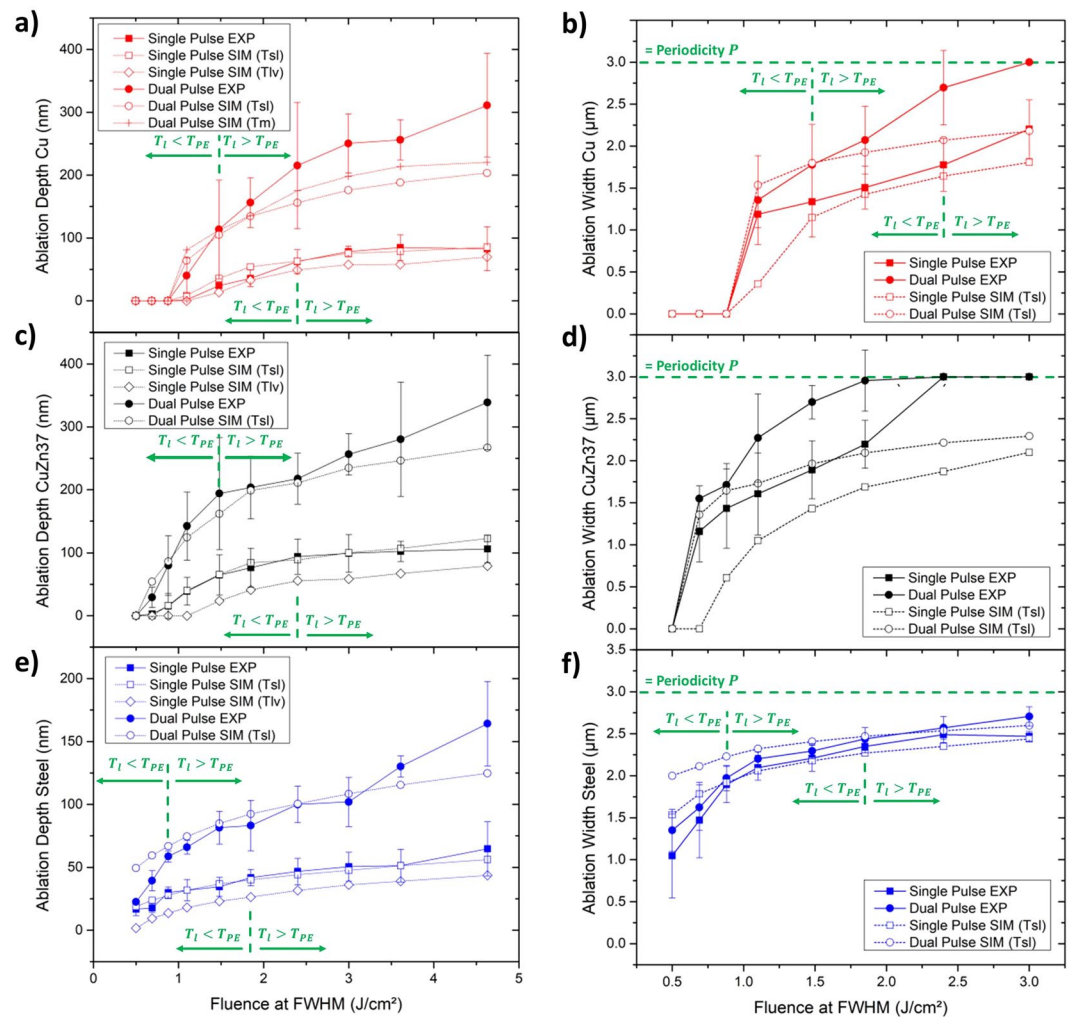 a)
Ablation Depth Cu (nm)
400
300
200
100
0
Single Pulse EXP
Single Pulse SIM (Tsl)
Single Pulse SIM (Tlv)
Dual Pulse EXP
Dual Pulse SIM (Tsl)
Dual Pulse SIM (Tm)
T_l < T_PE T_l > T_PE
T_l < T_PE T_l > T_PE
b)
Ablation Width Cu (µm)
3.0
2.5
2.0
1.5
1.0
0.5
0.0
= Periodicity P
T_l < T_PE T_l > T_PE
T_l < T_PE T_l > T_PE
Single Pulse EXP
Dual Pulse EXP
Single Pulse SIM (Tsl)
Dual Pulse SIM (Tsl)
c)
Ablation Depth CuZn37 (nm)
400
300
200
100
0
Single Pulse EXP
Single Pulse SIM (Tsl)
Single Pulse SIM (Tlv)
Dual Pulse EXP
Dual Pulse SIM (Tsl)
T_l < T_PE T_l > T_PE
T_l < T_PE T_l > T_PE
d)
Ablation Width CuZn37 (µm)
3.0
2.5
2.0
1.5
1.0
0.5
0.0
= Periodicity P
Single Pulse EXP
Dual Pulse EXP
Single Pulse SIM (Tsl)
Dual Pulse SIM (Tsl)
e)
Ablation Depth Steel (nm)
200
150
100
50
0
Single Pulse EXP
Single Pulse SIM (Tsl)
Single Pulse SIM (Tlv)
Dual Pulse EXP
Dual Pulse SIM (Tsl)
T_l < T_PE T_l > T_PE
T_l < T_PE T_l > T_PE
0 1 2 3 4 5
Fluence at FWHM (J/cm²)
f)
Ablation Width Steel (µm)
3.5
3.0
2.5
2.0
1.5
1.0
0.5
0.0
= Periodicity P
T_l < T_PE T_l > T_PE
T_l < T_PE T_l > T_PE
Single Pulse EXP
Dual Pulse EXP
Single Pulse SIM (Tsl)
Dual Pulse SIM (Tsl)
0.5 1.0 1.5 2.0 2.5 3.0
Fluence at FWHM (J/cm²)